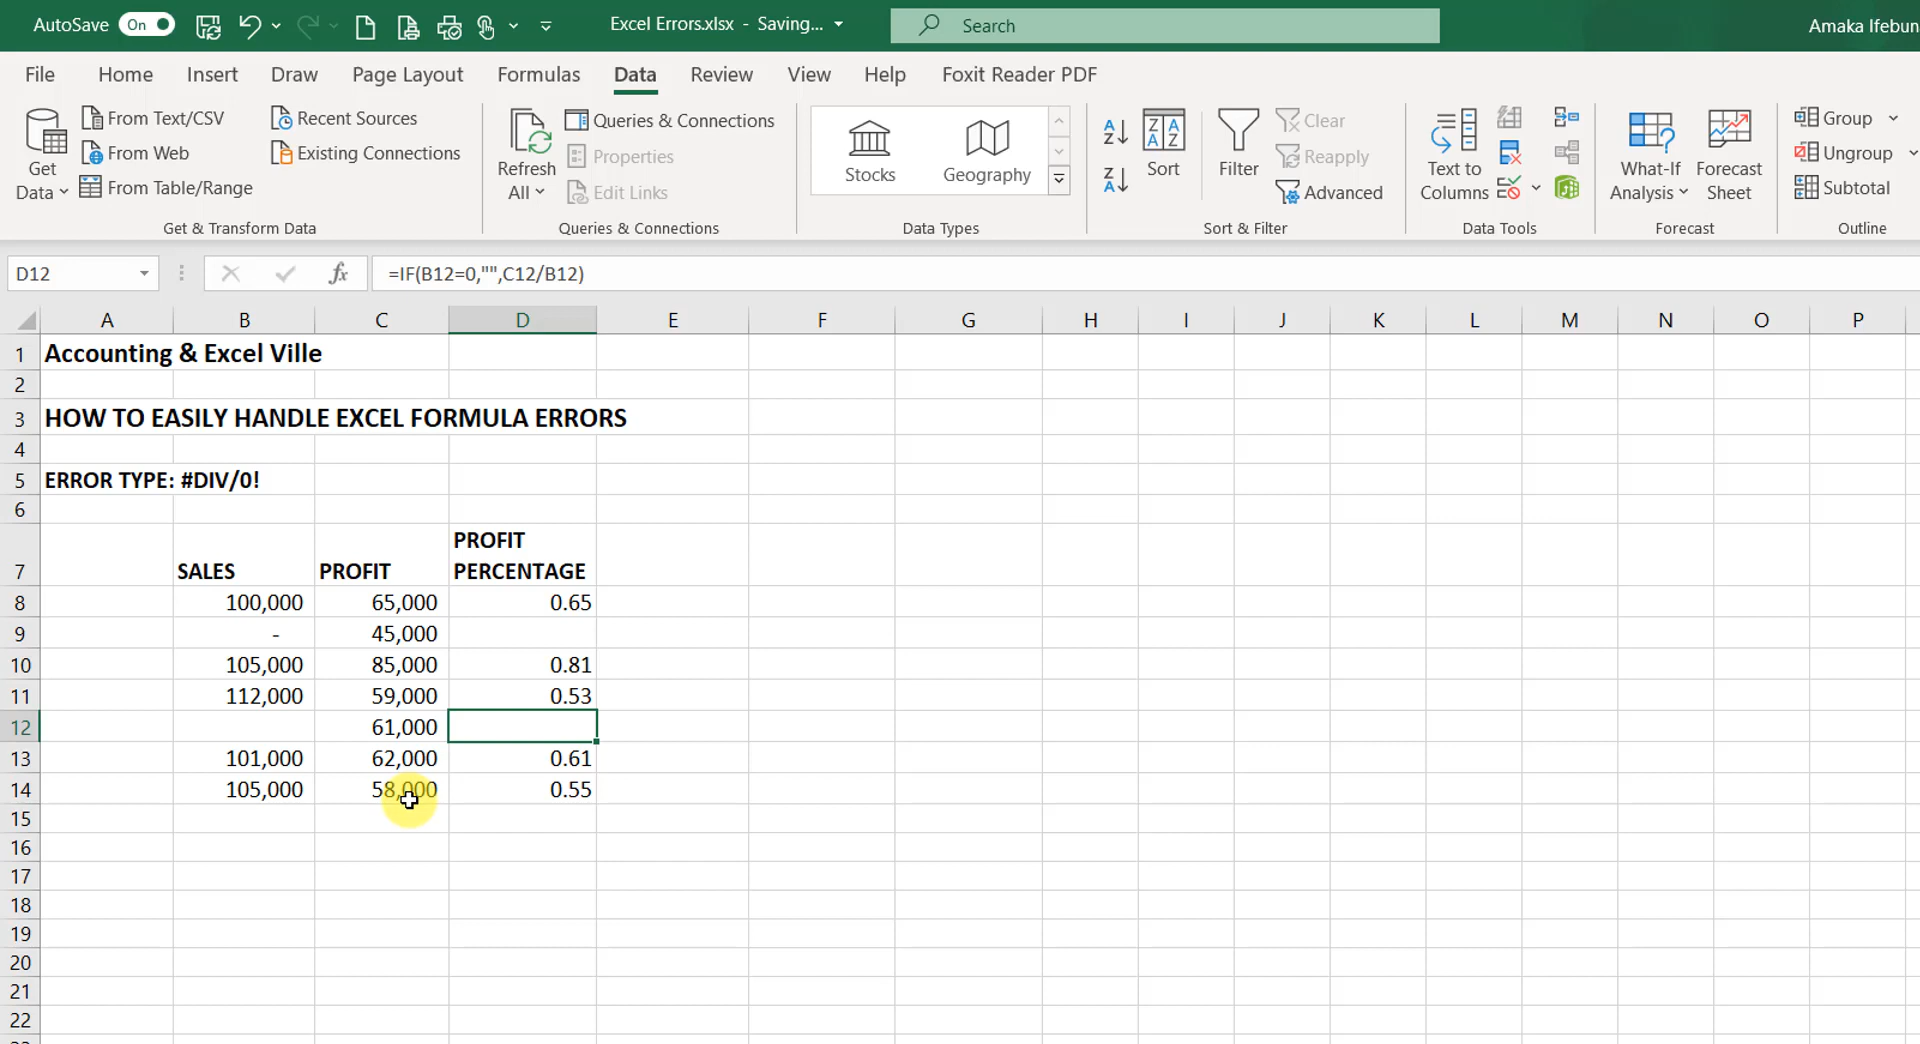 AutoSave On Excel Errors.xlsx - Saving... Search Amaka Ifebun
File Home Insert Draw Page Layout Formulas Data Review View Help Foxit Reader PDF
Get Data
From Text/CSV
From Web
From Table/Range
Recent Sources
Existing Connections
Get & Transform Data
Refresh All
Queries & Connections
Properties
Edit Links
Queries & Connections
Stocks
Geography
Data Types
Sort
Filter
Clear
Reapply
Advanced
Sort & Filter
Text to Columns
Data Tools
What-If Analysis
Forecast Sheet
Forecast
Group
Ungroup
Subtotal
Outline
D12 fx =IF(B12=0,"",C12/B12)
A B C D E F G H I J K L M N O P
1 Accounting & Excel Ville
2
3 HOW TO EASILY HANDLE EXCEL FORMULA ERRORS
4
5 ERROR TYPE: #DIV/0!
6
7 SALES PROFIT PROFIT PERCENTAGE
8 100,000 65,000 0.65
9 - 45,000
10 105,000 85,000 0.81
11 112,000 59,000 0.53
12 61,000
13 101,000 62,000 0.61
14 105,000 58,000 0.55
15
16
17
18
19
20
21
22